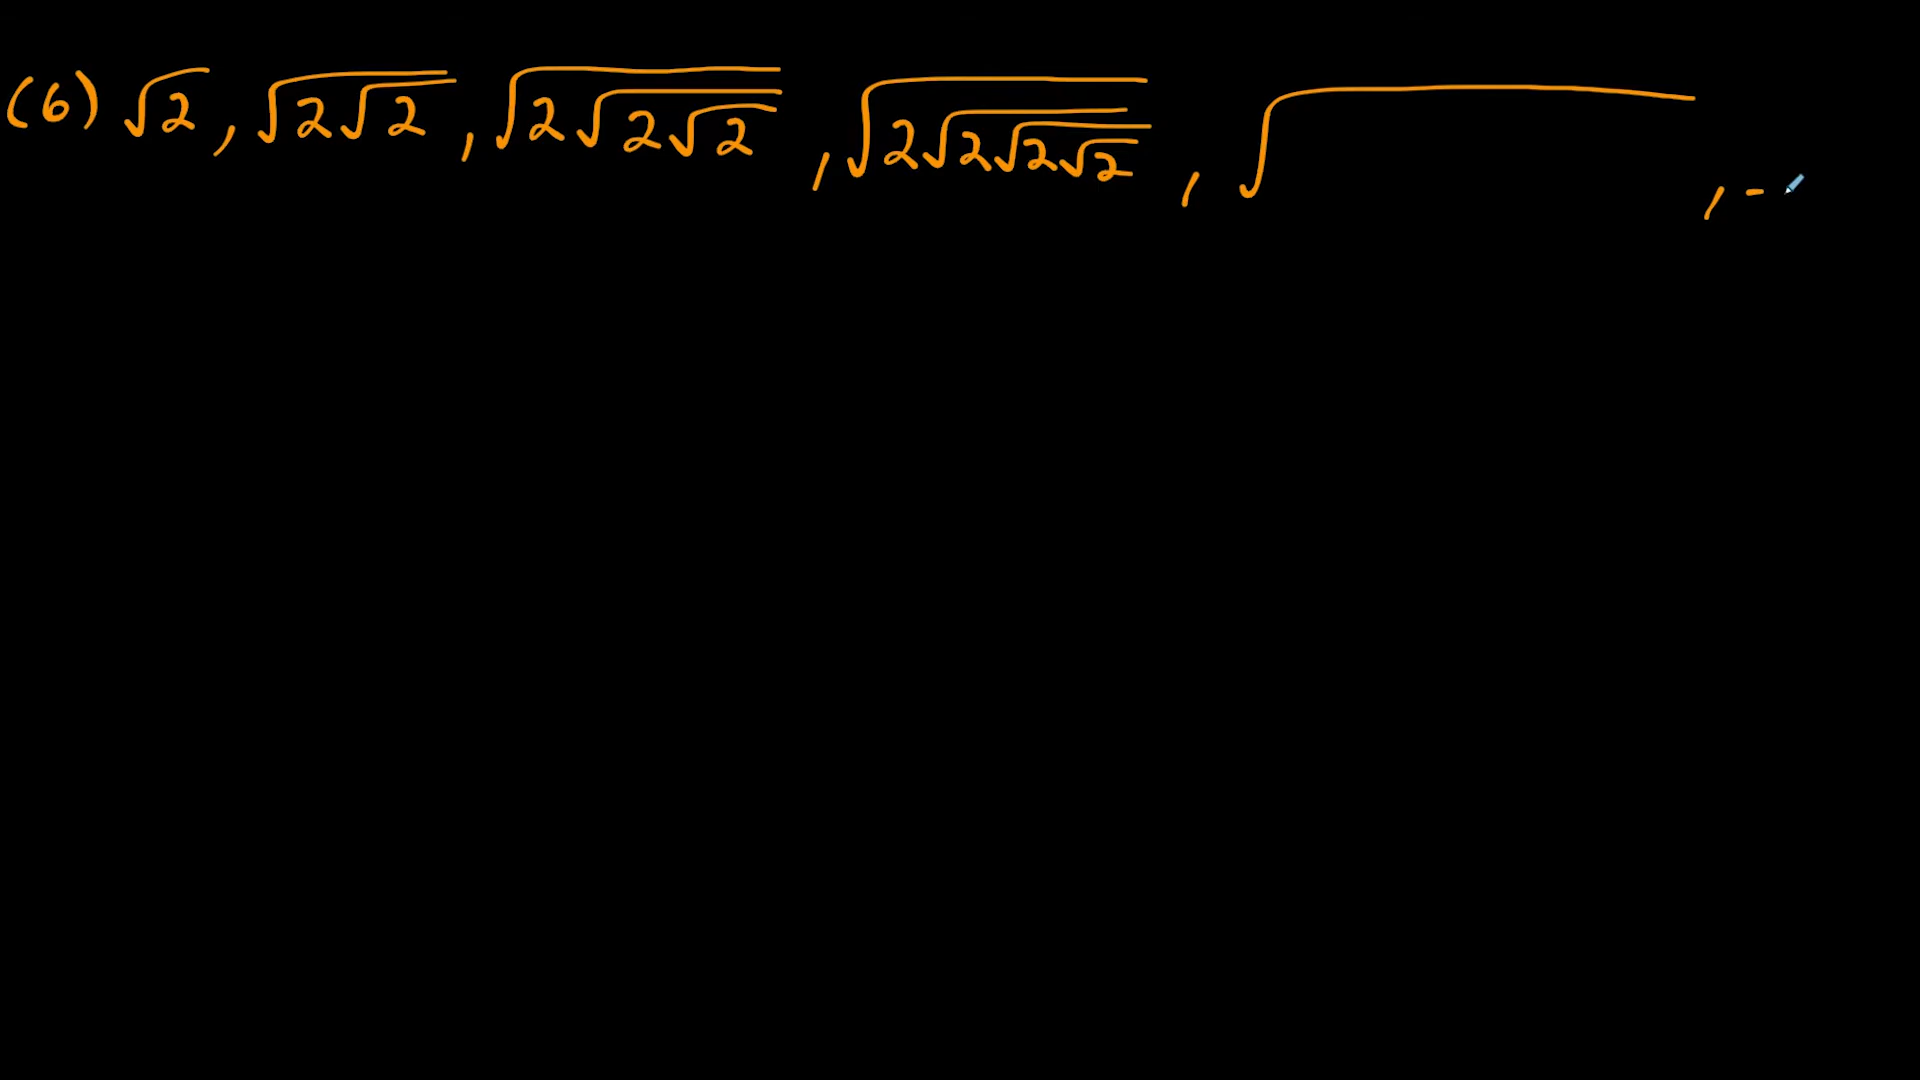 (6) √2, √(2√2), √(2√(2√2)), √(2√(2√(2√2))), √ , -